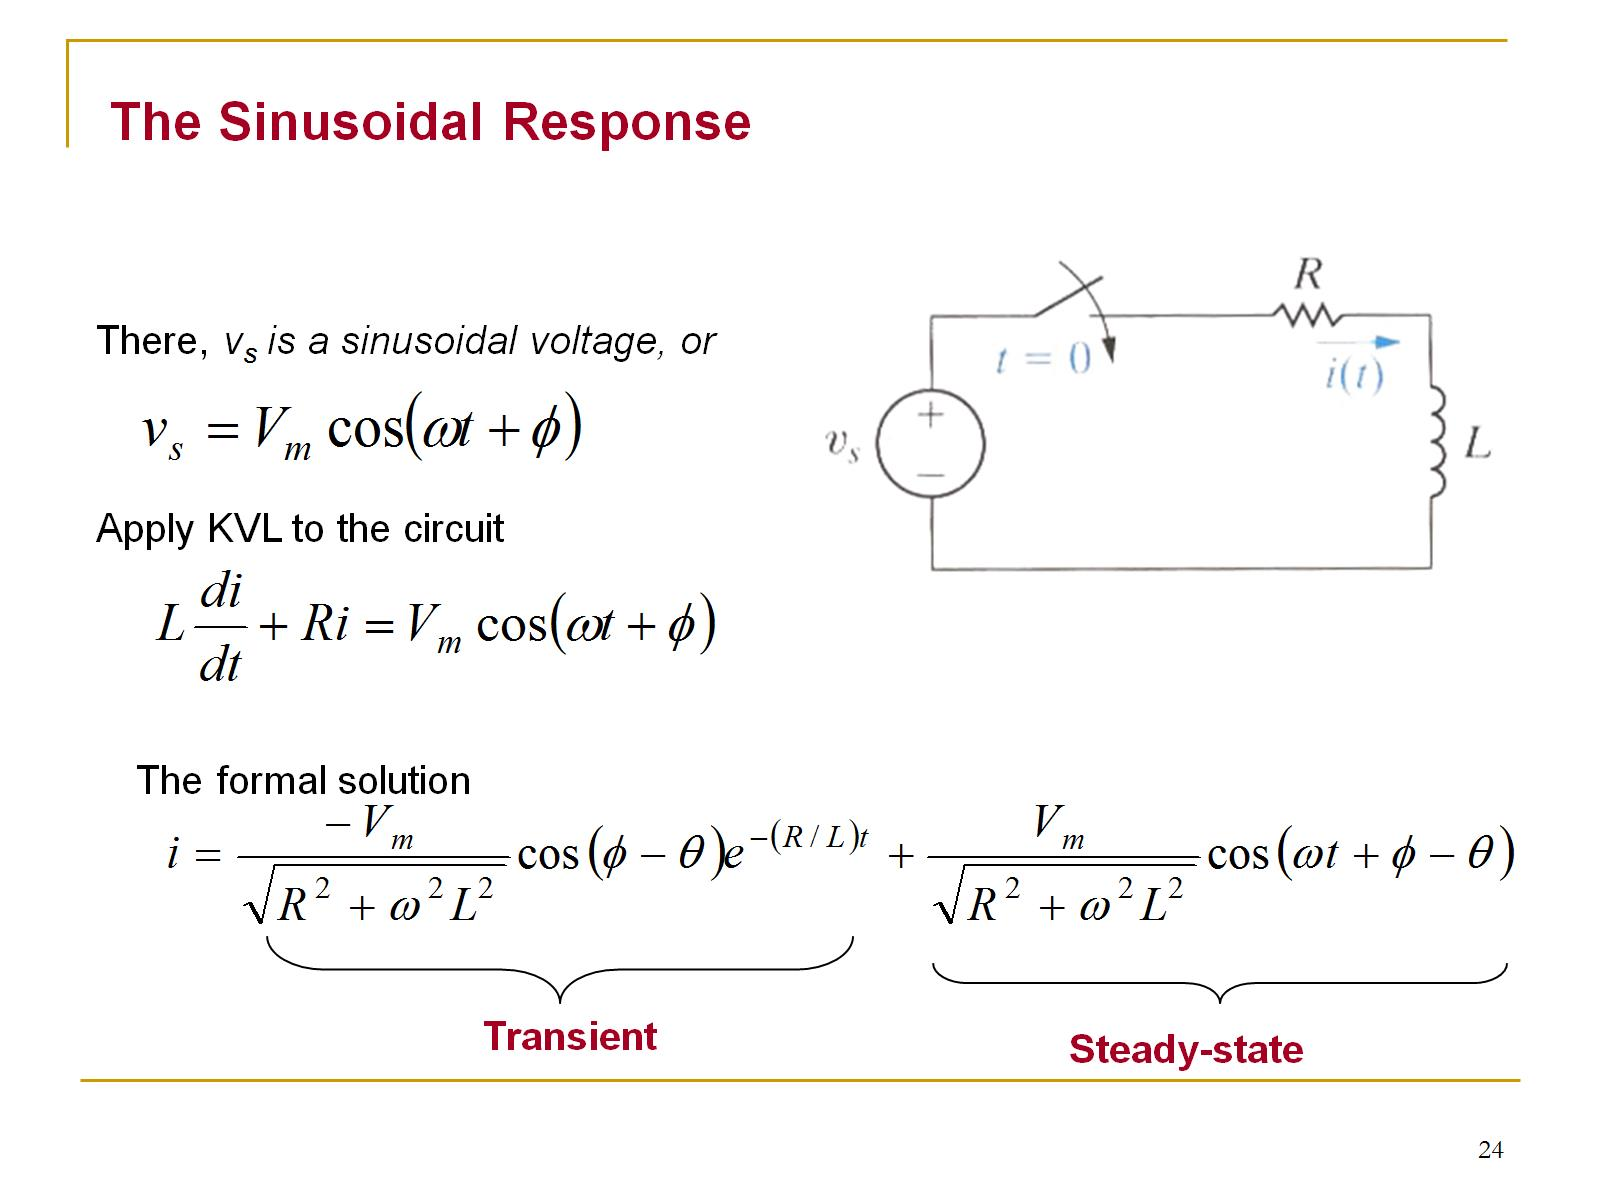 The Sinusoidal Response
There, vₛ is a sinusoidal voltage, or
vₛ = Vₘ cos(ωt + ϕ)
Apply KVL to the circuit
L di/dt + Ri = Vₘ cos(ωt + ϕ)
R
t = 0
i(t)
+
vₛ
−
L
The formal solution
i = −Vₘ/√(R² + ω²L²) cos(ϕ − θ)e^−(R/L)t + Vₘ/√(R² + ω²L²) cos(ωt + ϕ − θ)
Transient
Steady-state
24